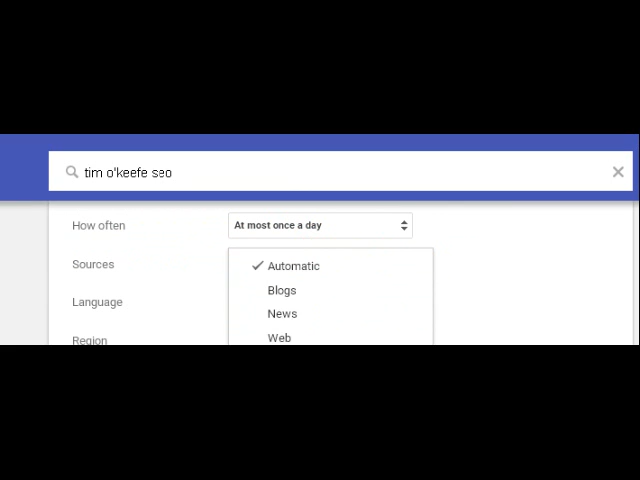 tim o'keefe seo
How often
At most once a day
Sources
Automatic
Blogs
Language
News
Web
Region